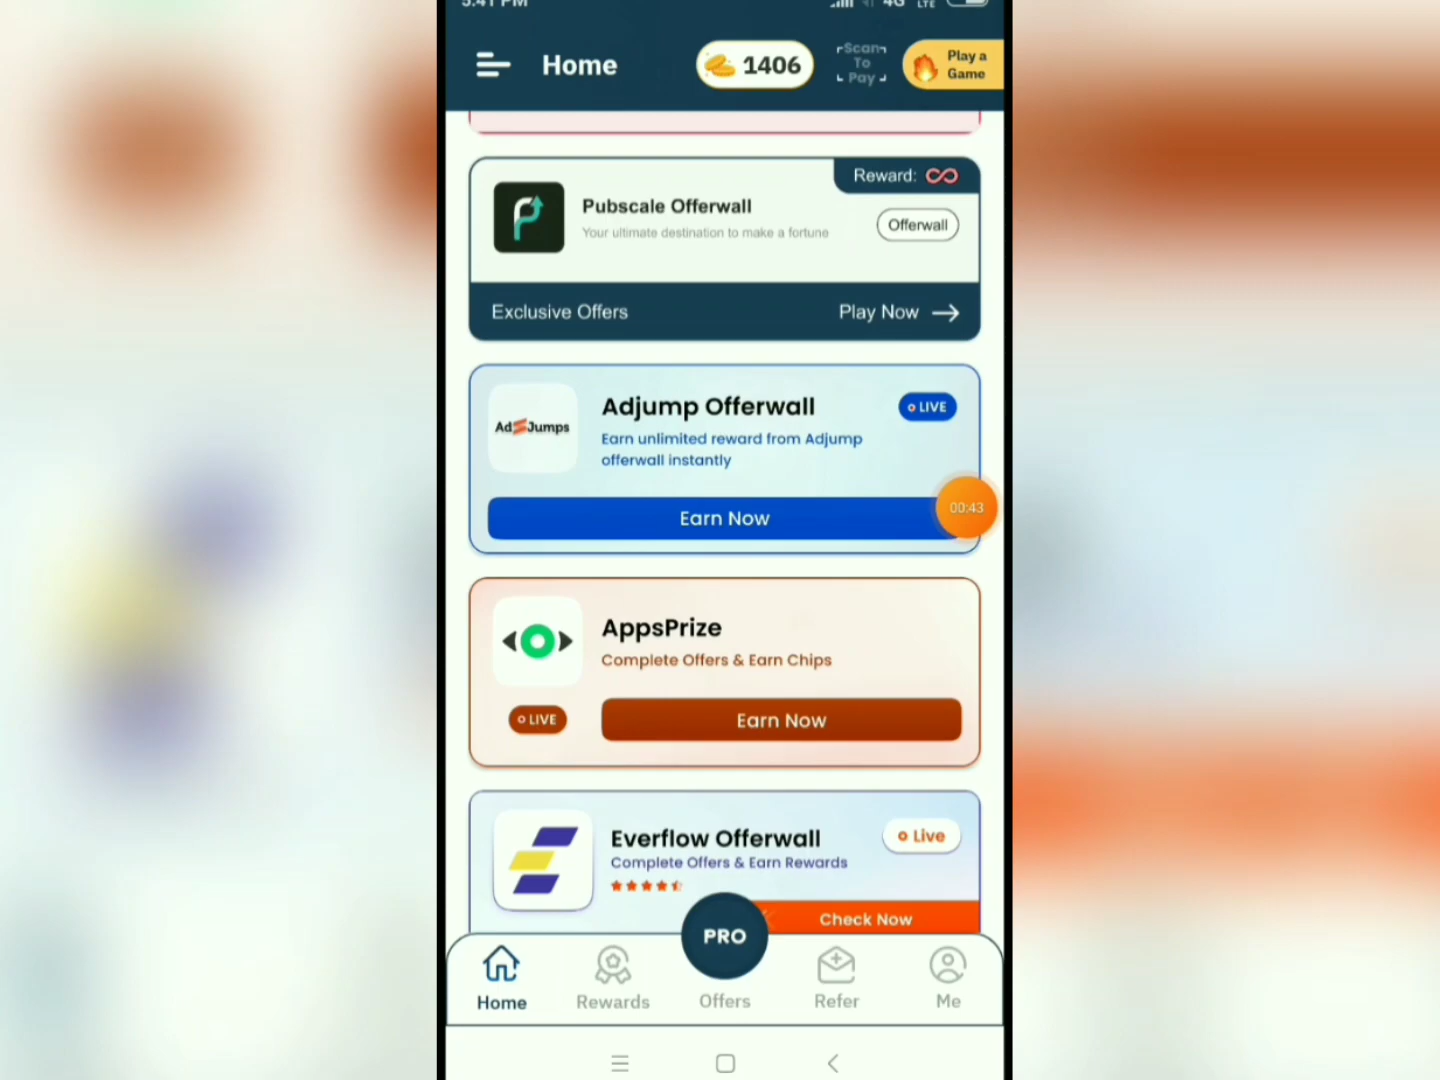 5:41 PM
4G LTE
Home
1406
Scan
To
Pay
Play a
Game
Reward:
Pubscale Offerwall
Your ultimate destination to make a fortune
Offerwall
Exclusive Offers
Play Now
Ad Jumps
Adjump Offerwall
LIVE
Earn unlimited reward from Adjump
offerwall instantly
Earn Now
00:43
AppsPrize
Complete Offers & Earn Chips
LIVE
Earn Now
Everflow Offerwall
Live
Complete Offers & Earn Rewards
Check Now
PRO
Home
Rewards
Offers
Refer
Me